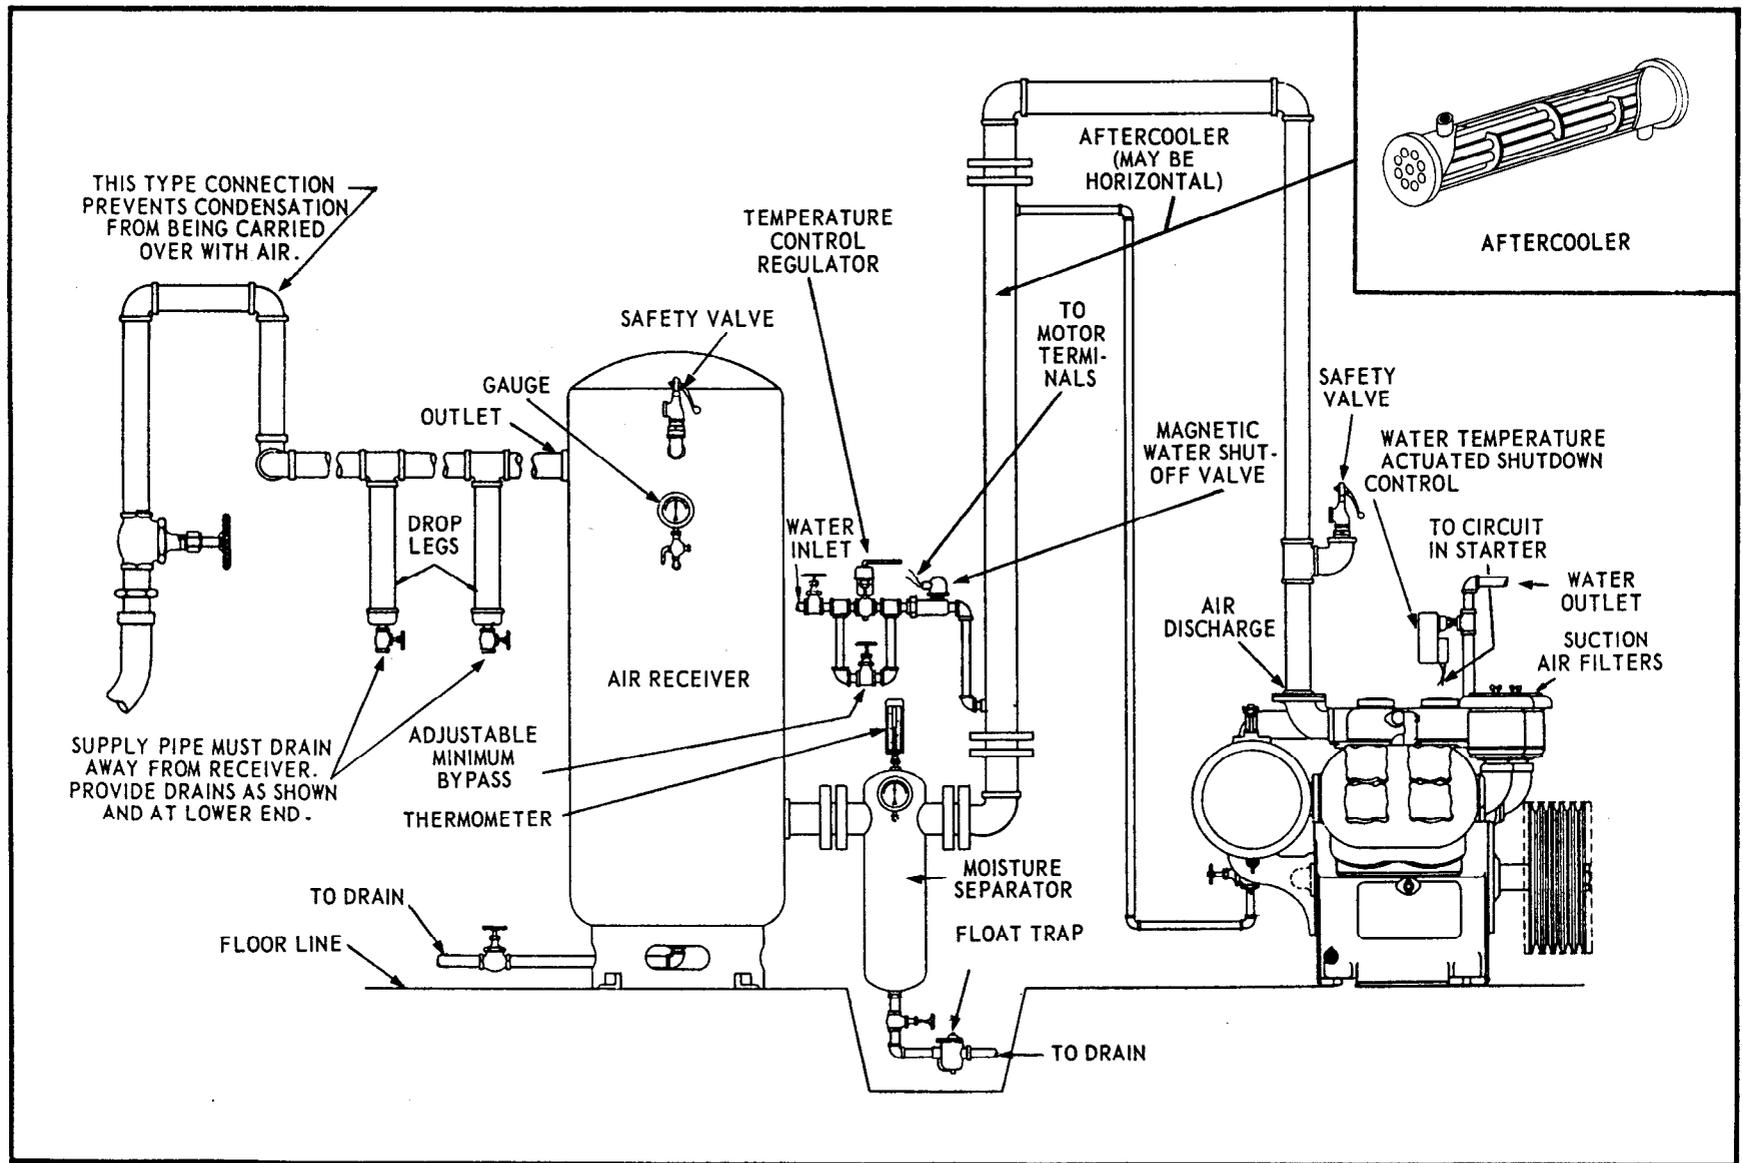 THIS TYPE CONNECTION
PREVENTS CONDENSATION
FROM BEING CARRIED
OVER WITH AIR.
TEMPERATURE
CONTROL
REGULATOR
AFTERCOOLER
(MAY BE
HORIZONTAL)
AFTERCOOLER
SAFETY VALVE
GAUGE
OUTLET
TO
MOTOR
TERMI-
NALS
SAFETY
VALVE
MAGNETIC
WATER SHUT-
OFF VALVE
WATER TEMPERATURE
ACTUATED SHUTDOWN
CONTROL
DROP
LEGS
WATER
INLET
TO CIRCUIT
IN STARTER
WATER
OUTLET
AIR
DISCHARGE
SUCTION
AIR FILTERS
AIR RECEIVER
SUPPLY PIPE MUST DRAIN
AWAY FROM RECEIVER.
PROVIDE DRAINS AS SHOWN
AND AT LOWER END.
ADJUSTABLE
MINIMUM
BYPASS
THERMOMETER
MOISTURE
SEPARATOR
TO DRAIN
FLOOR LINE
FLOAT TRAP
TO DRAIN